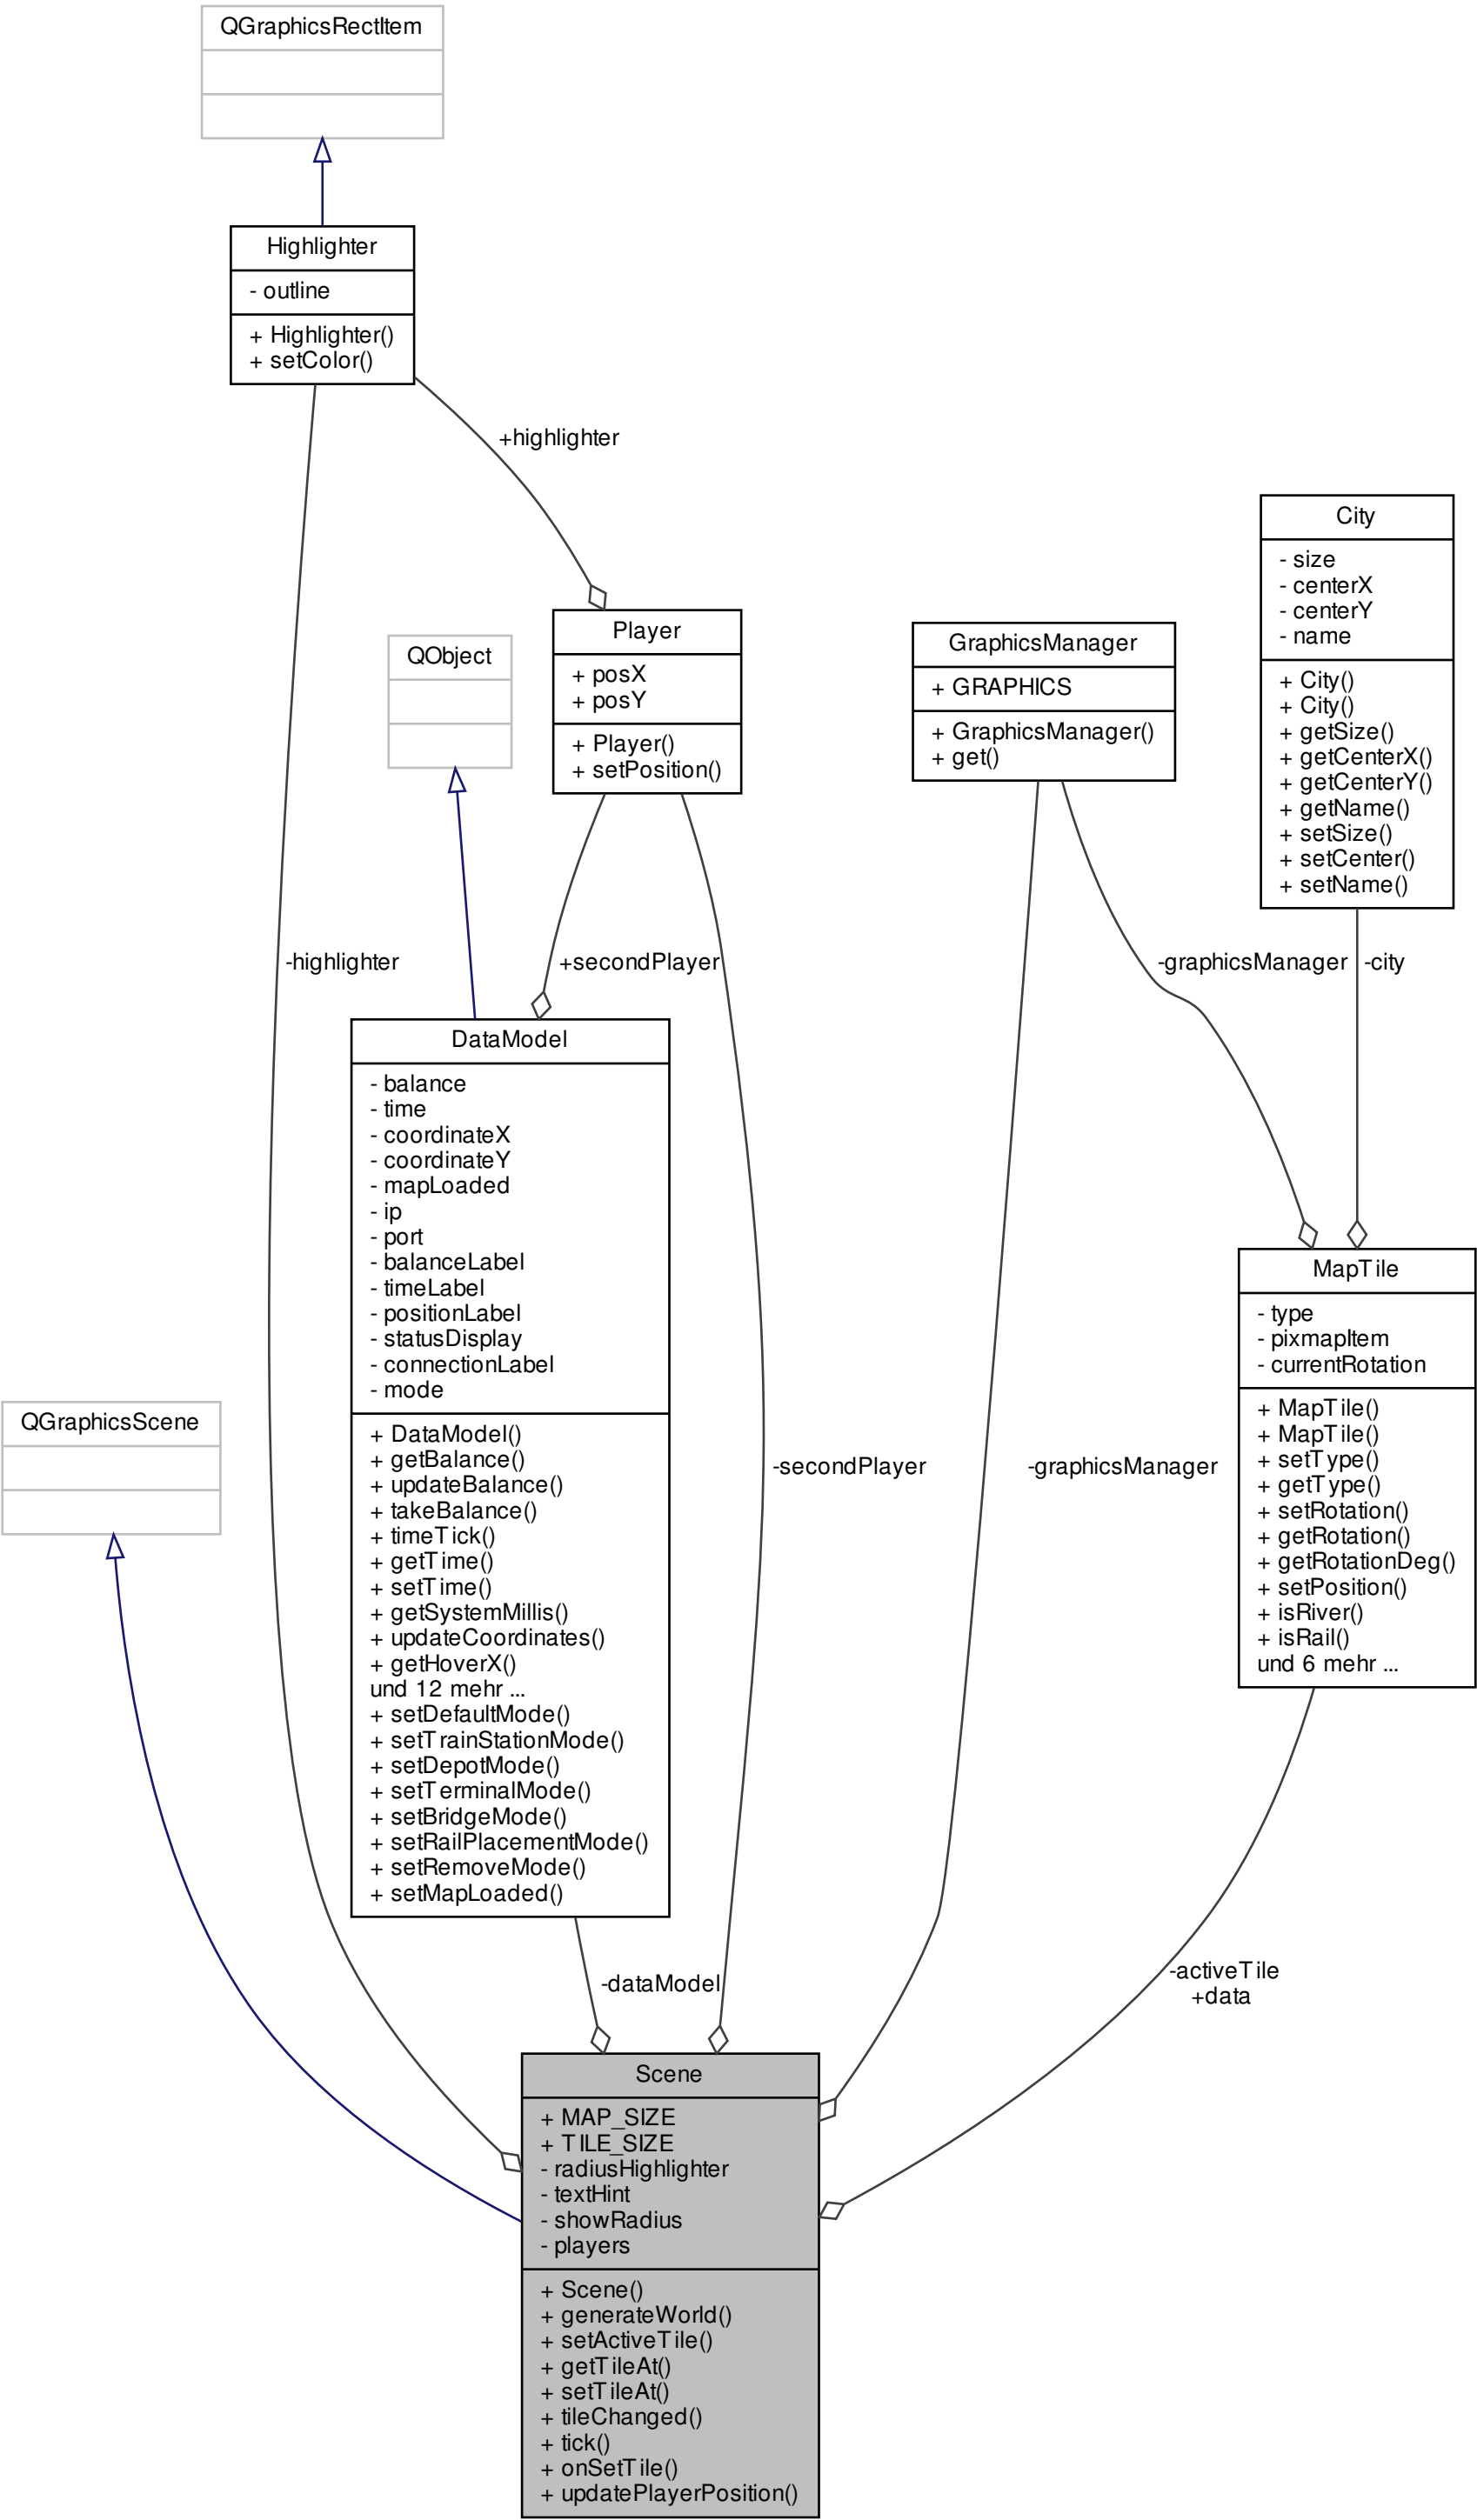 QGraphicsRectItem
Highlighter
- outline
+ Highlighter()
+ setColor()
+highlighter
City
- size
- centerX
- centerY
- name
+ City()
+ City()
+ getSize()
+ getCenterX()
+ getCenterY()
+ getName()
+ setSize()
+ setCenter()
+ setName()
Player
+ posX
+ posY
+ Player()
+ setPosition()
GraphicsManager
+ GRAPHICS
+ GraphicsManager()
+ get()
QObject
-highlighter
+secondPlayer
-graphicsManager
-city
DataModel
- balance
- time
- coordinateX
- coordinateY
- mapLoaded
- ip
- port
- balanceLabel
- timeLabel
- positionLabel
- statusDisplay
- connectionLabel
- mode
+ DataModel()
+ getBalance()
+ updateBalance()
+ takeBalance()
+ timeTick()
+ getTime()
+ setTime()
+ getSystemMillis()
+ updateCoordinates()
+ getHoverX()
und 12 mehr ...
+ setDefaultMode()
+ setTrainStationMode()
+ setDepotMode()
+ setTerminalMode()
+ setBridgeMode()
+ setRailPlacementMode()
+ setRemoveMode()
+ setMapLoaded()
MapTile
- type
- pixmapItem
- currentRotation
+ MapTile()
+ MapTile()
+ setType()
+ getType()
+ setRotation()
+ getRotation()
+ getRotationDeg()
+ setPosition()
+ isRiver()
+ isRail()
und 6 mehr ...
QGraphicsScene
-secondPlayer
-graphicsManager
-dataModel
-activeTile
+data
Scene
+ MAP_SIZE
+ TILE_SIZE
- radiusHighlighter
- textHint
- showRadius
- players
+ Scene()
+ generateWorld()
+ setActiveTile()
+ getTileAt()
+ setTileAt()
+ tileChanged()
+ tick()
+ onSetTile()
+ updatePlayerPosition()